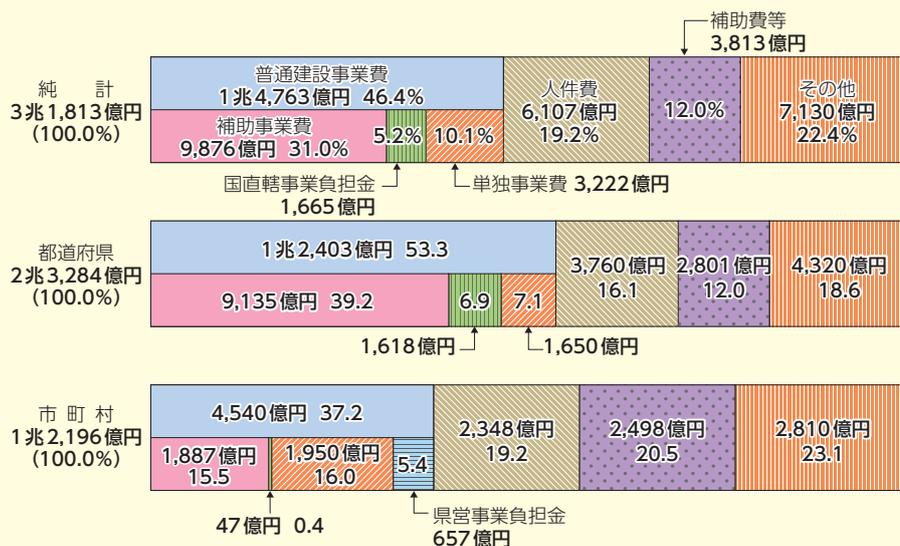 補助費等
3,813億円
純 計
3兆1,813億円
(100.0%)
普通建設事業費
1兆4,763億円 46.4%
補助事業費
9,876億円 31.0%
5.2%
10.1%
人件費
6,107億円
19.2%
12.0%
その他
7,130億円
22.4%
国直轄事業負担金
1,665億円
単独事業費 3,222億円
都道府県
2兆3,284億円
(100.0%)
1兆2,403億円 53.3
9,135億円 39.2
6.9
7.1
3,760億円
16.1
2,801億円
12.0
4,320億円
18.6
1,618億円
1,650億円
市 町 村
1兆2,196億円
(100.0%)
4,540億円 37.2
1,887億円
15.5
1,950億円
16.0
5.4
2,348億円
19.2
2,498億円
20.5
2,810億円
23.1
47億円 0.4
県営事業負担金
657億円